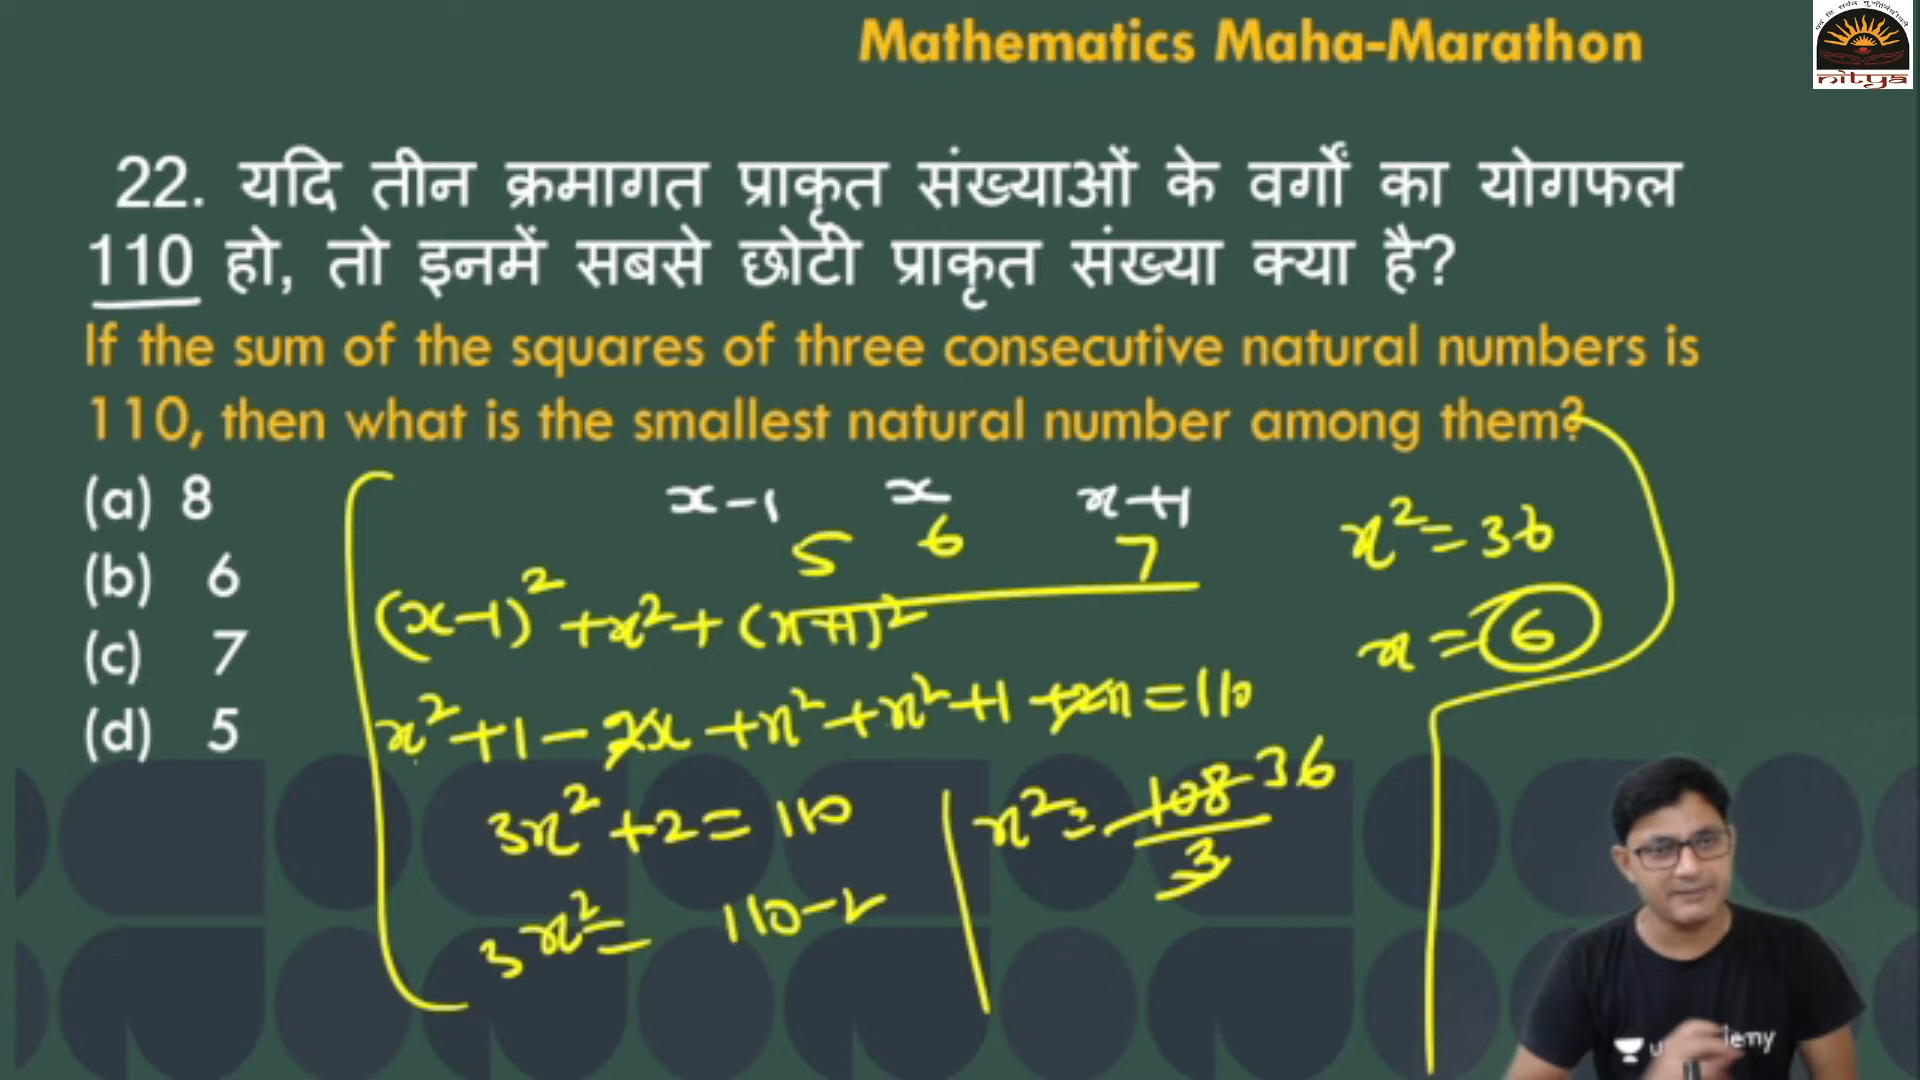 Mathematics Maha-Marathon
nitya
22. यदि तीन क्रमागत प्राकृत संख्याओं के वर्गों का योगफल
110 हो, तो इनमें सबसे छोटी प्राकृत संख्या क्या है?
If the sum of the squares of three consecutive natural numbers is
110, then what is the smallest natural number among them?
(a) 8
(b) 6
(c) 7
(d) 5
x-1 x x+1
5 6 7
(x-1)² + x² + (x+1)²
x² + 1 - 2x + x² + x² + 1 + 2x = 110
3x² + 2 = 110
3x² = 110-2
x² = 108/3 36
x² = 36
x = 6